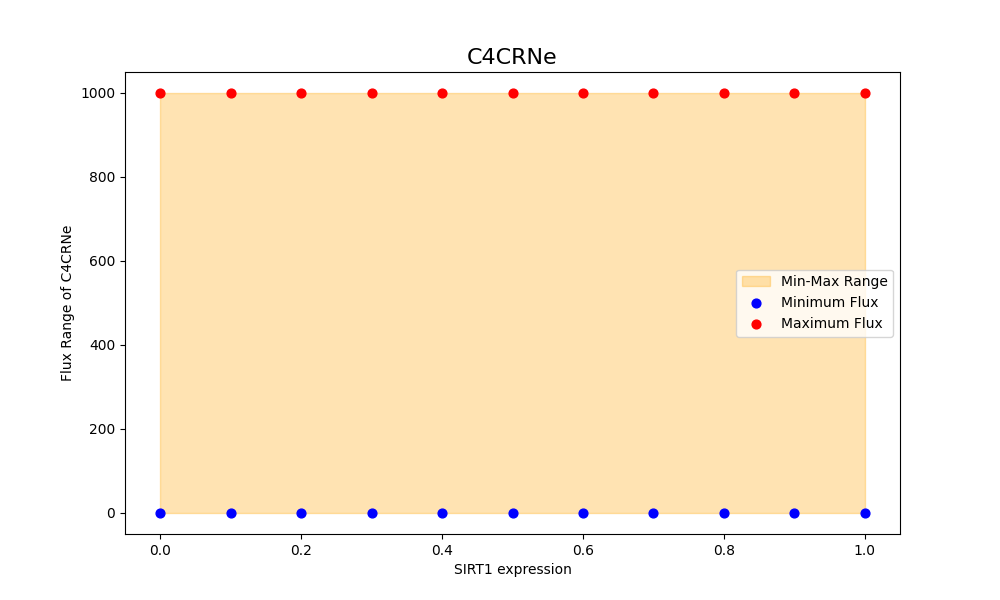 C4CRNe
Flux Range of C4CRNe
1000
800
600
400
200
0
Min-Max Range
Minimum Flux
Maximum Flux
0.0 0.2 0.4 0.6 0.8 1.0
SIRT1 expression